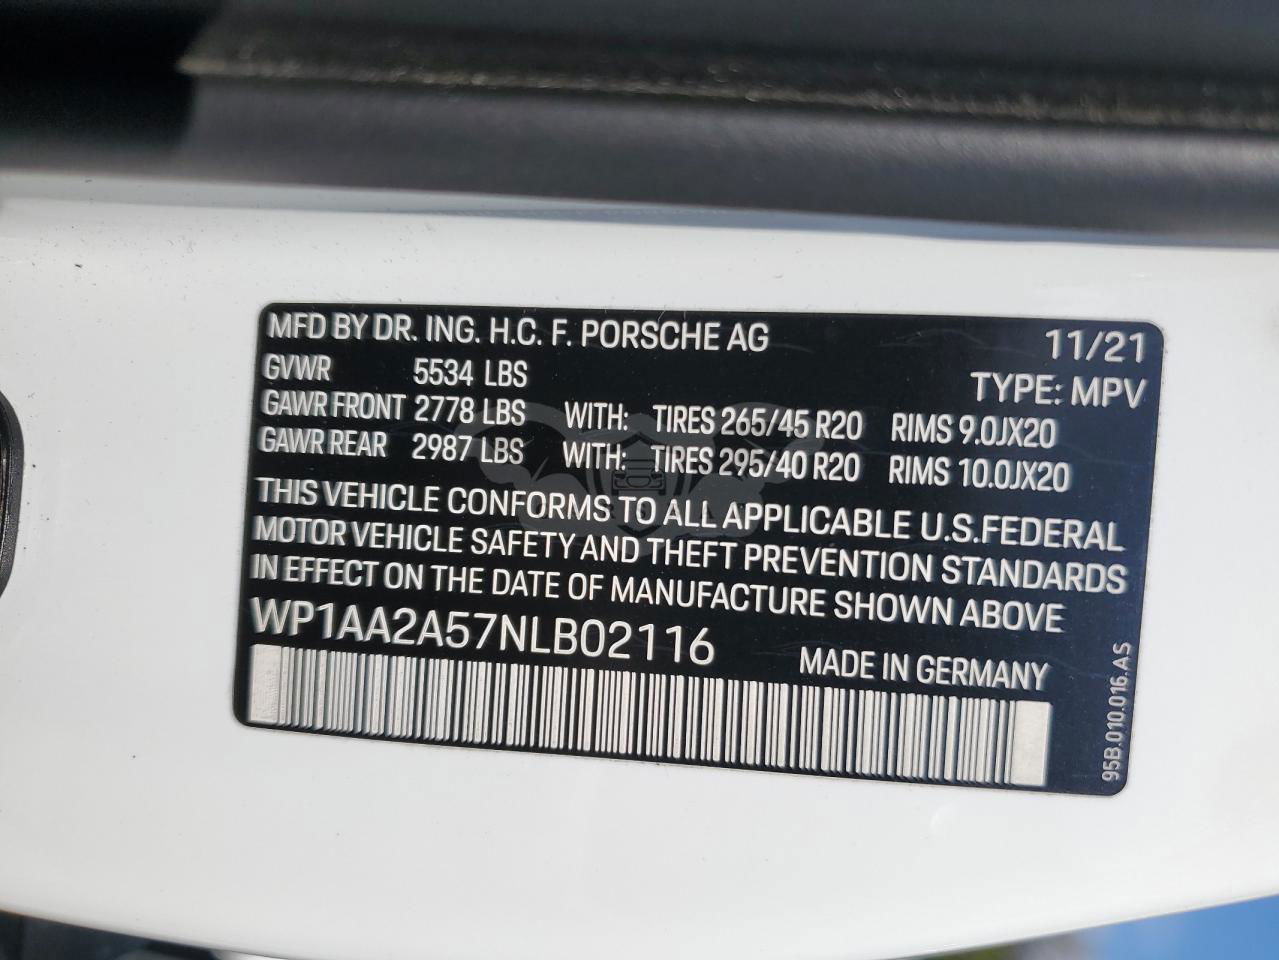 MFD BY DR. ING. H.C. F. PORSCHE AG 11/21
GVWR 5534 LBS TYPE: MPV
GAWR FRONT 2778 LBS WITH: TIRES 265/45 R20 RIMS 9.0JX20
GAWR REAR 2987 LBS WITH: TIRES 295/40 R20 RIMS 10.0JX20
THIS VEHICLE CONFORMS TO ALL APPLICABLE U.S.FEDERAL
MOTOR VEHICLE SAFETY AND THEFT PREVENTION STANDARDS
IN EFFECT ON THE DATE OF MANUFACTURE SHOWN ABOVE
WP1AA2A57NLB02116
MADE IN GERMANY
95B.010.016.AS